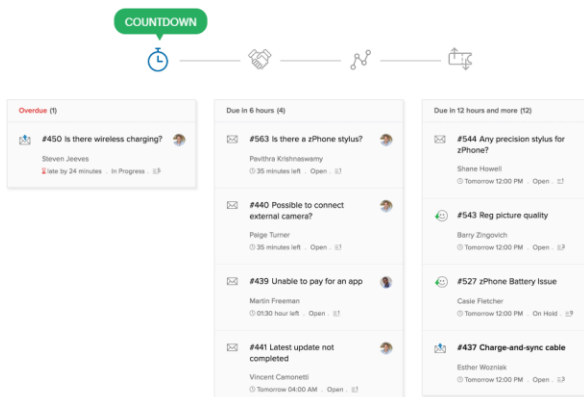 COUNTDOWN
Overdue (1)
#450 Is there wireless charging?
Steven Jeeves
late by 24 minutes . In Progress .
Due in 6 hours (4)
#563 Is there a zPhone stylus?
Pavithra Krishnaswamy
35 minutes left . Open .
#440 Possible to connect
external camera?
Paige Turner
35 minutes left . Open .
#439 Unable to pay for an app
Martin Freeman
01:30 hour left . Open .
#441 Latest update not
completed
Vincent Camonetti
Tomorrow 04:00 AM . Open .
Due in 12 hours and more (12)
#544 Any precision stylus for
zPhone?
Shane Howell
Tomorrow 12:00 PM . Open .
#543 Reg picture quality
Barry Zingovich
Tomorrow 12:00 PM . Open .
#527 zPhone Battery Issue
Casie Fletcher
Tomorrow 12:00 PM . On Hold .
#437 Charge-and-sync cable
Esther Wozniak
Tomorrow 12:00 PM . Open .